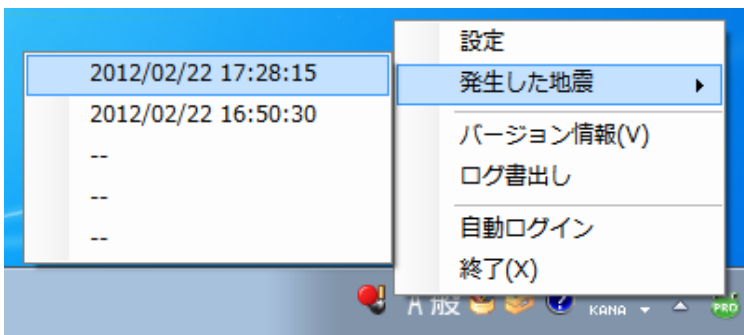 設定
発生した地震
2012/02/22 17:28:15
2012/02/22 16:50:30
--
--
--
バージョン情報(V)
ログ書出し
自動ログイン
終了(X)
A 般
KANA
PRO